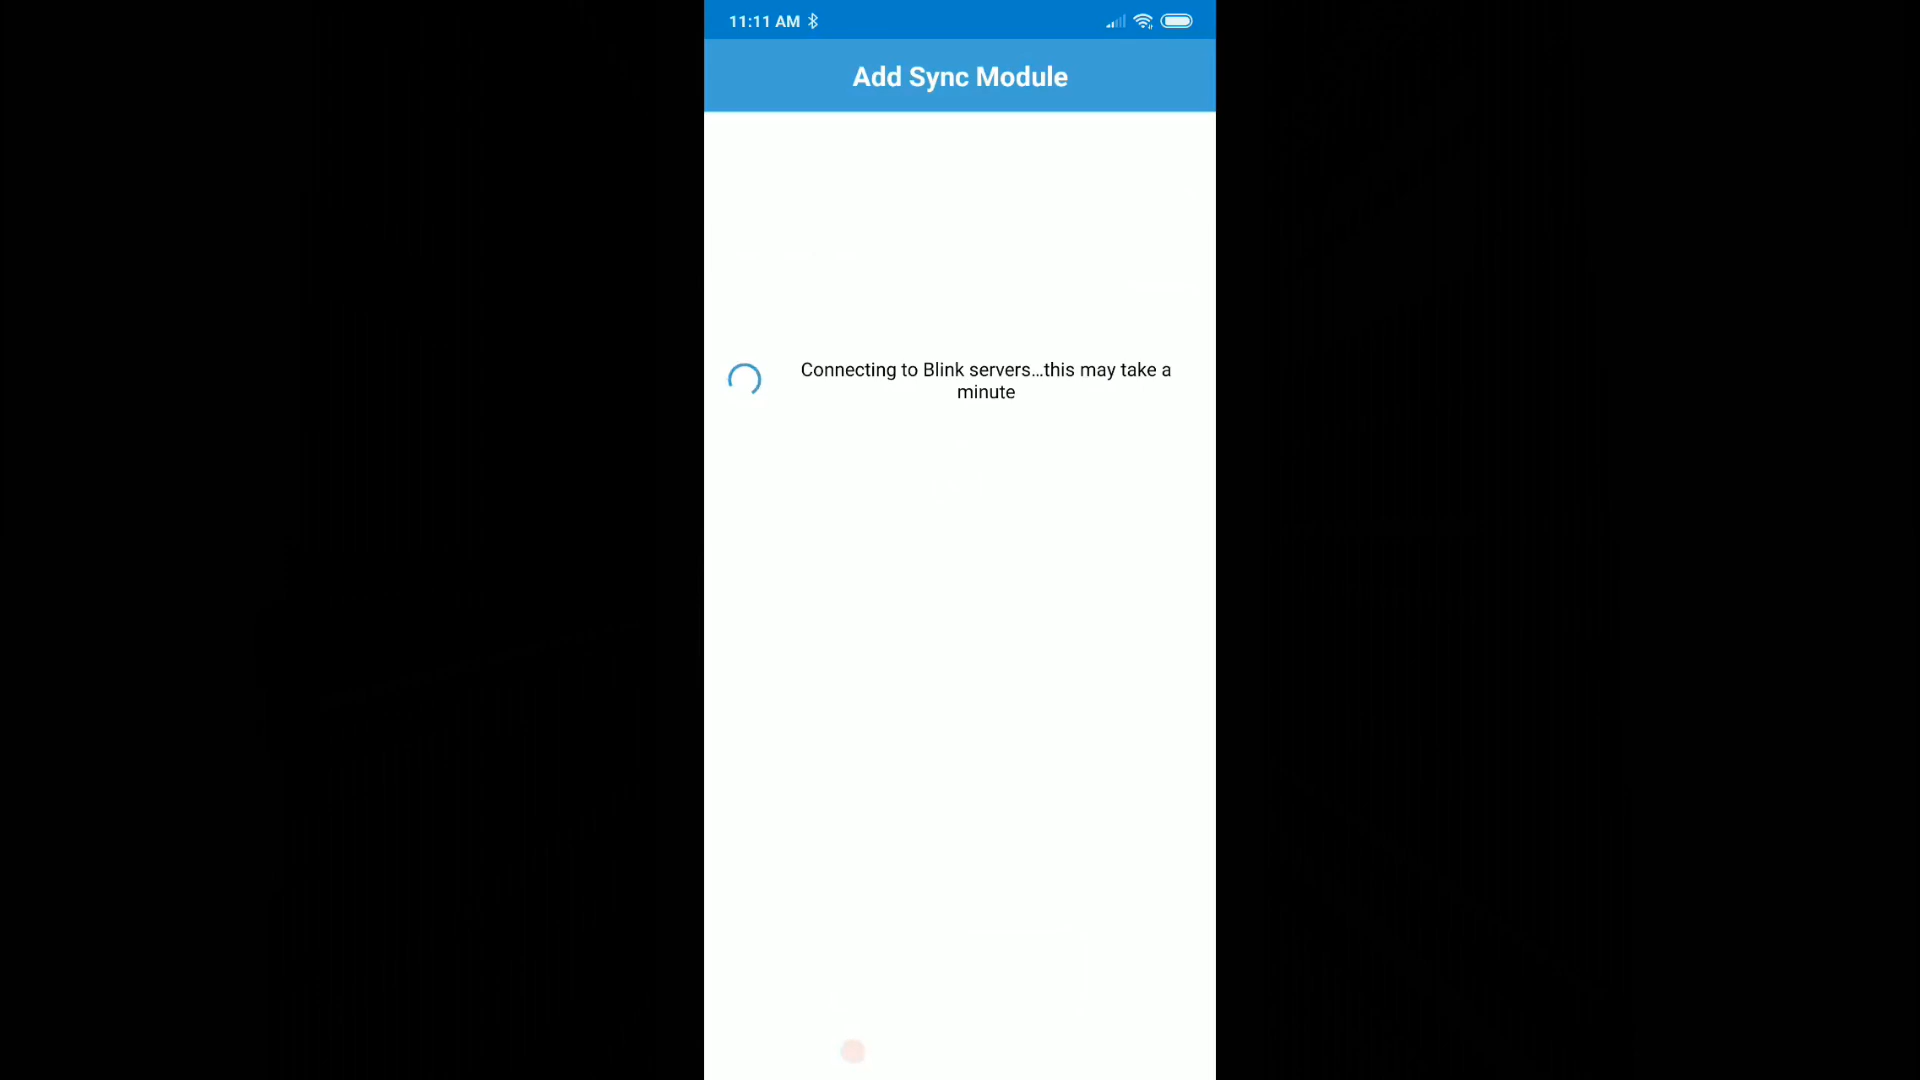 11:11 AM
Add Sync Module
Connecting to Blink servers...this may take a
minute